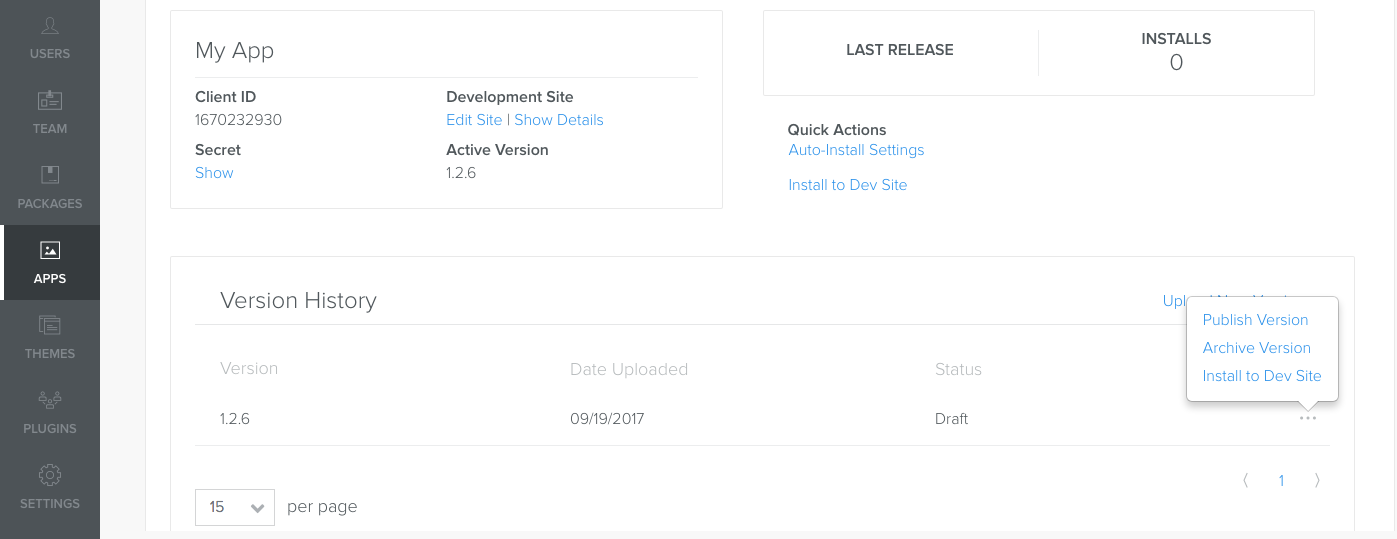 USERS
TEAM
PACKAGES
APPS
THEMES
PLUGINS
SETTINGS
My App
Client ID
1670232930
Development Site
Edit Site | Show Details
Secret
Show
Active Version
1.2.6
LAST RELEASE
INSTALLS
0
Quick Actions
Auto-Install Settings
Install to Dev Site
Version History
Publish Version
Archive Version
Install to Dev Site
Version Date Uploaded Status
1.2.6 09/19/2017 Draft
1
15 per page